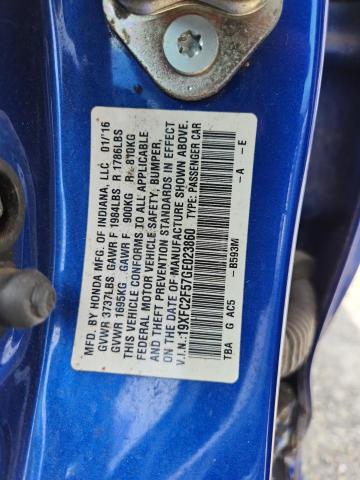 MFD. BY HONDA MFG. OF INDIANA, LLC 01/16
GVWR 3737LBS GAWR F 1984LBS R 1786LBS
GVWR 1695KG GAWR F 900KG R 810KG
THIS VEHICLE CONFORMS TO ALL APPLICABLE
FEDERAL MOTOR VEHICLE SAFETY, BUMPER,
AND THEFT PREVENTION STANDARDS IN EFFECT
ON THE DATE OF MANUFACTURE SHOWN ABOVE.
V.I.N.: 19XFC2F57GE023860 TYPE: PASSENGER CAR
TBA G AC5 -B593M -A -E